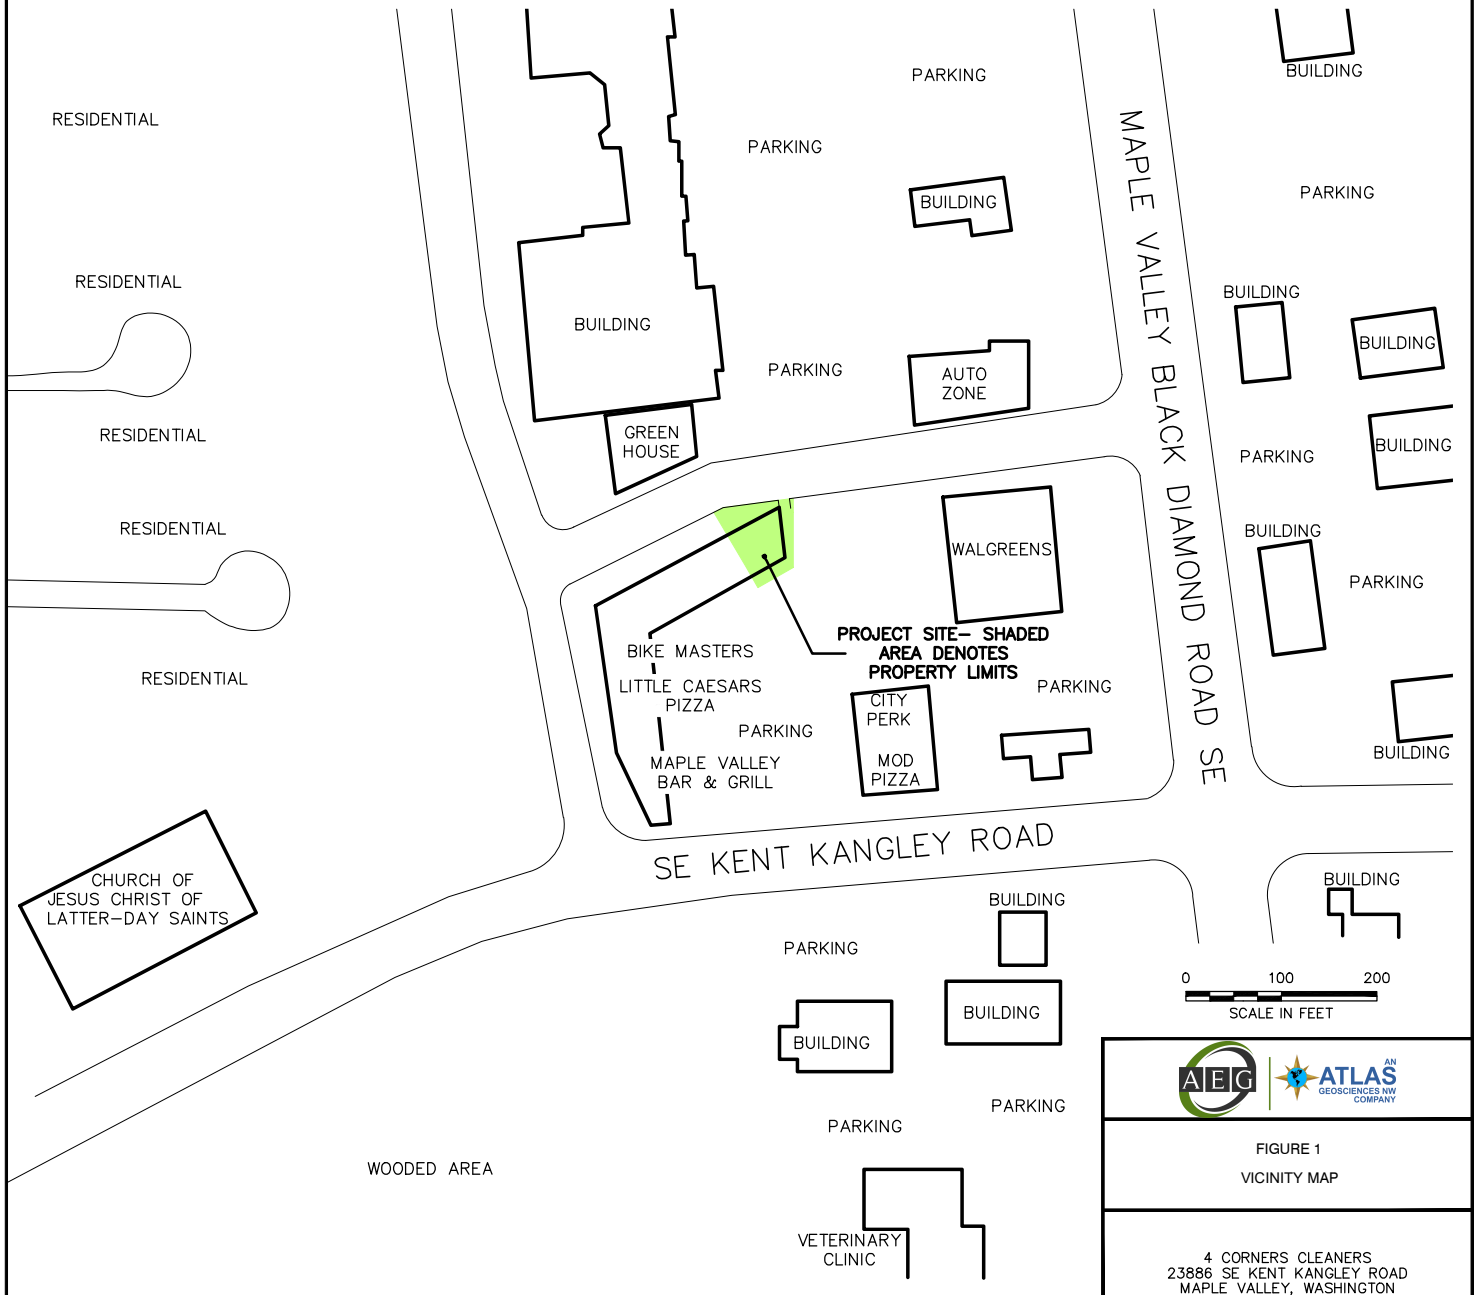 PARKING
BUILDING
RESIDENTIAL
PARKING
MAPLE VALLEY BLACK DIAMOND ROAD SE
BUILDING
PARKING
RESIDENTIAL
BUILDING
BUILDING
BUILDING
PARKING
AUTO
ZONE
RESIDENTIAL
GREEN
HOUSE
PARKING
BUILDING
RESIDENTIAL
BUILDING
WALGREENS
PARKING
PROJECT SITE– SHADED
AREA DENOTES
PROPERTY LIMITS
BIKE MASTERS
RESIDENTIAL
LITTLE CAESARS
PIZZA
PARKING
CITY
PERK
PARKING
MOD
PIZZA
MAPLE VALLEY
BAR & GRILL
BUILDING
SE KENT KANGLEY ROAD
CHURCH OF
JESUS CHRIST OF
LATTER–DAY SAINTS
BUILDING
BUILDING
PARKING
0 100 200
SCALE IN FEET
BUILDING
BUILDING
PARKING
PARKING
WOODED AREA
VETERINARY
CLINIC
AEG
AN
ATLAS
GEOSCIENCES NW
COMPANY
FIGURE 1
VICINITY MAP
4 CORNERS CLEANERS
23886 SE KENT KANGLEY ROAD
MAPLE VALLEY, WASHINGTON